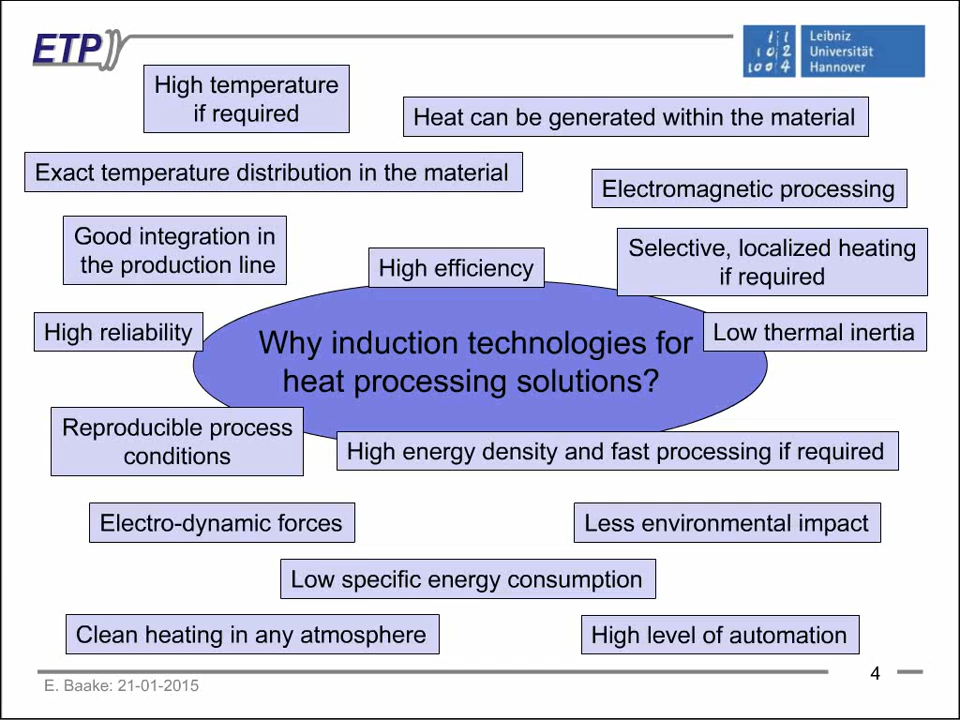 ETP
Leibniz
Universität
Hannover
High temperature
if required
Heat can be generated within the material
Exact temperature distribution in the material
Electromagnetic processing
Good integration in
the production line
High efficiency
Selective, localized heating
if required
High reliability
Why induction technologies for
heat processing solutions?
Low thermal inertia
Reproducible process
conditions
High energy density and fast processing if required
Electro-dynamic forces
Less environmental impact
Low specific energy consumption
Clean heating in any atmosphere
High level of automation
E. Baake: 21-01-2015
4